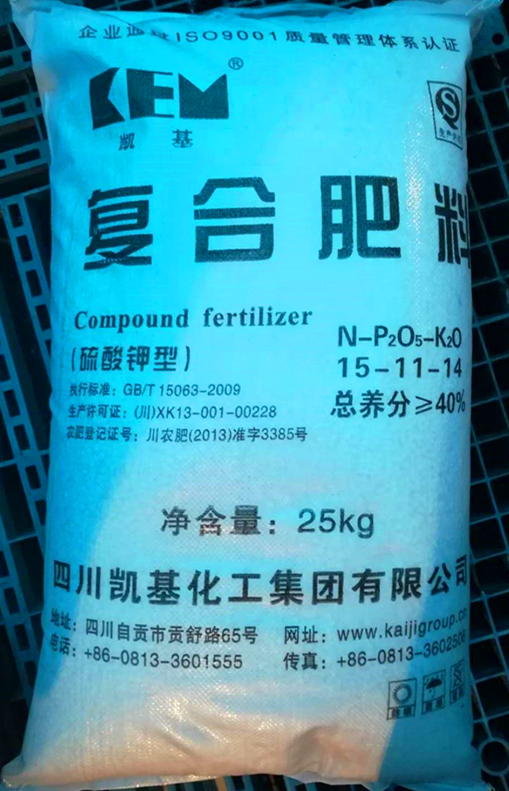 企业通过ISO9001质量管理体系认证
KEM®
凯基
复合肥料
Compound fertilizer
(硫酸钾型)
N-P₂O₅-K₂O
15-11-14
总养分≥40%
执行标准: GB/T 15063-2009
生产许可证: (川)XK13-001-00228
农肥登记证号: 川农肥(2013)准字3385号
净含量: 25kg
四川凯基化工集团有限公司
地址: 四川自贡市贡舒路65号
网址: www.kaijigroup.cn
电话: +86-0813-3601555
传真: +86-0813-3602508